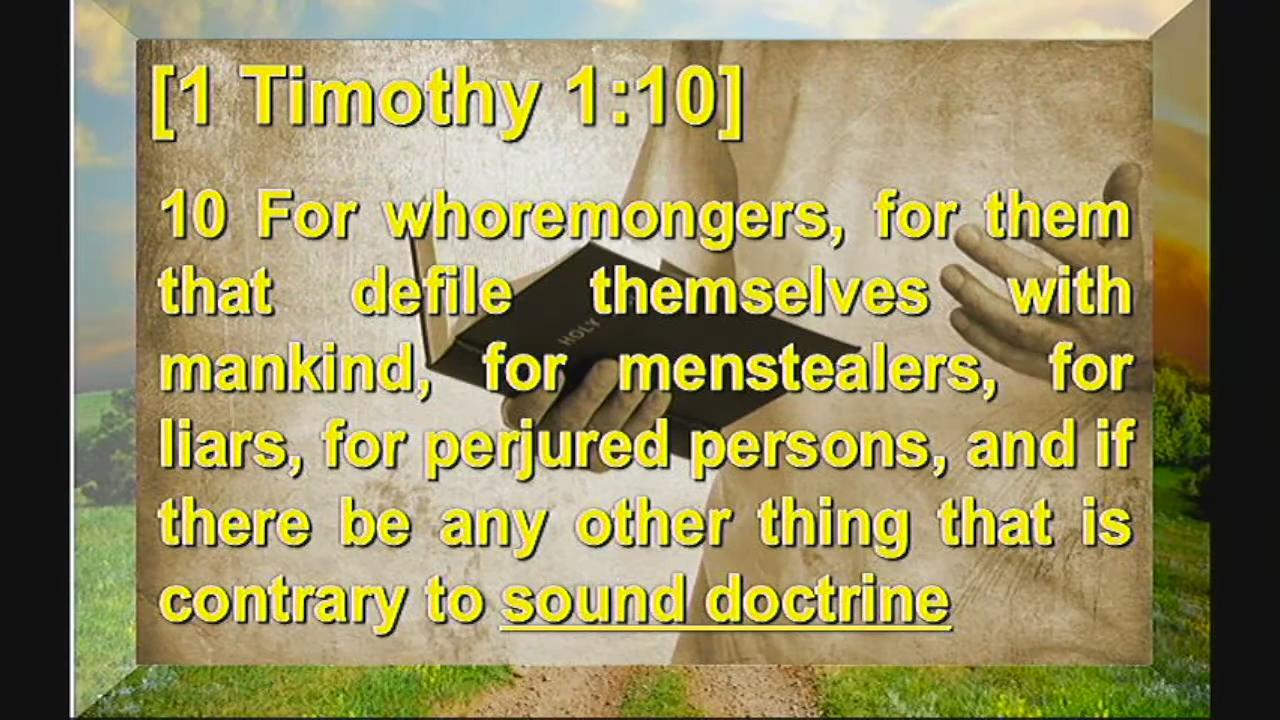 [1 Timothy 1:10]
10 For whoremongers, for them
that defile themselves with
mankind, for menstealers, for
liars, for perjured persons, and if
there be any other thing that is
contrary to sound doctrine
HOLY